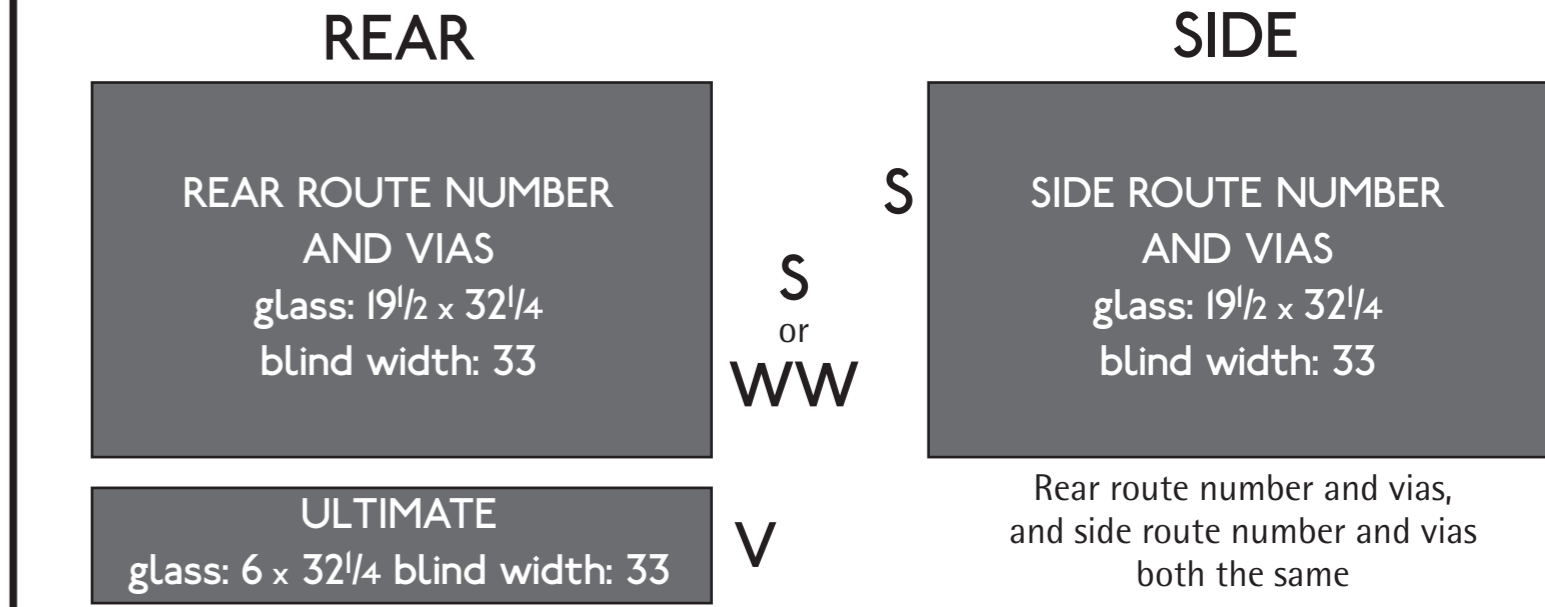 REAR
REAR ROUTE NUMBER
AND VIAS
glass: 19 1/2 x 32 1/4
blind width: 33
S
or
WW
ULTIMATE
glass: 6 x 32 1/4 blind width: 33
V
SIDE
S
SIDE ROUTE NUMBER
AND VIAS
glass: 19 1/2 x 32 1/4
blind width: 33
Rear route number and vias,
and side route number and vias
both the same